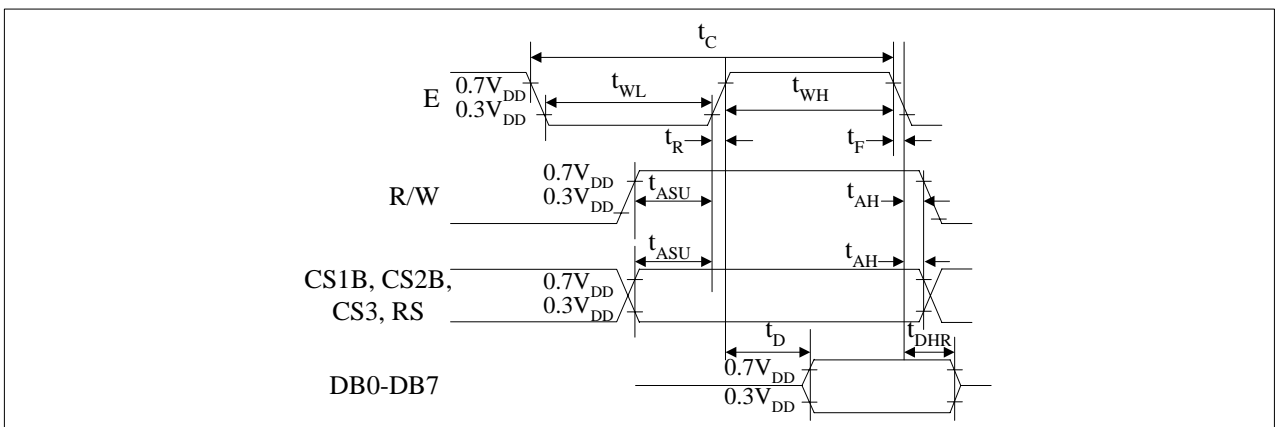 t_C
E
0.7V_DD
0.3V_DD
t_WL
t_WH
t_R
t_F
R/W
0.7V_DD
0.3V_DD
t_ASU
t_AH
t_ASU
t_AH
CS1B, CS2B,
CS3, RS
0.7V_DD
0.3V_DD
t_D
t_DHR
DB0-DB7
0.7V_DD
0.3V_DD